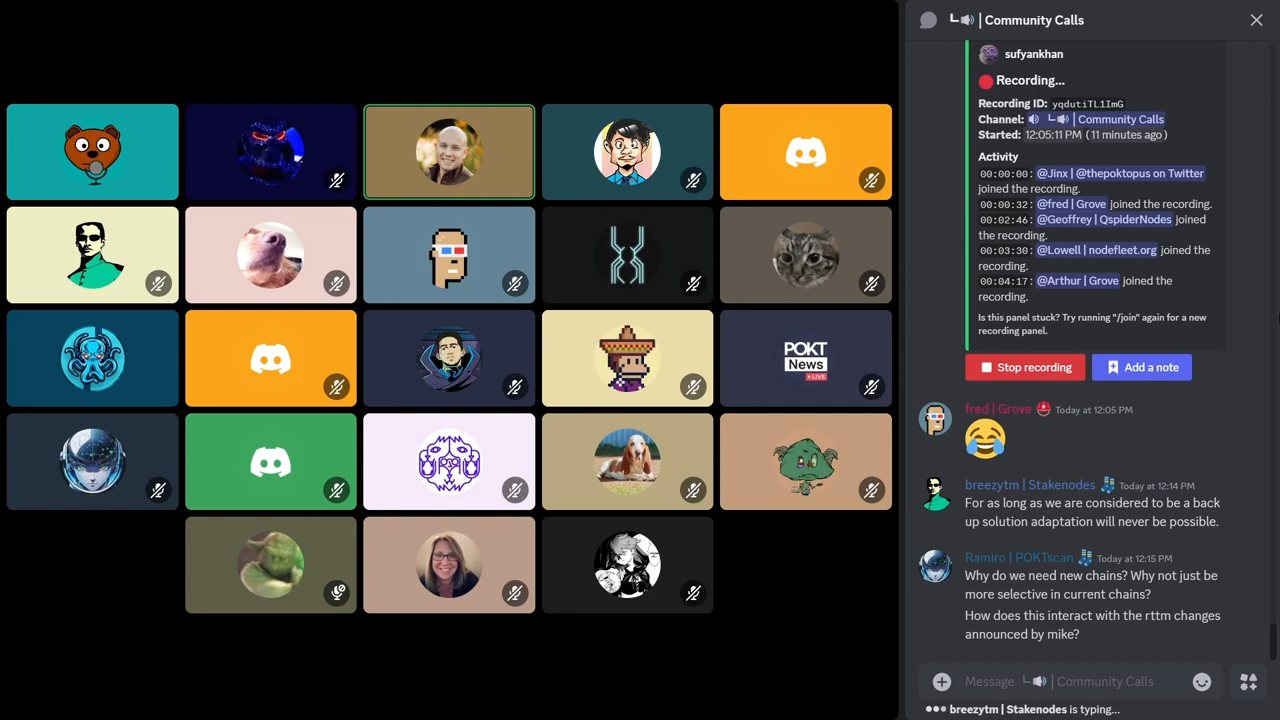 Community Calls
sufyankhan
Recording...
Recording ID: yqdutiTL1ImG
Channel: Community Calls
Started: 12:05:11 PM (11 minutes ago)
Activity
00:00:00: @Jinx | @thepoktopus on Twitter
joined the recording.
00:00:32: @fred | Grove joined the recording.
00:02:46: @Geoffrey | QspiderNodes joined
the recording.
00:03:30: @Lowell | nodefleet.org joined the
recording.
00:04:17: @Arthur | Grove joined the
recording.
Is this panel stuck? Try running "/join" again for a new
recording panel.
Stop recording
Add a note
fred | Grove Today at 12:05 PM
breezytm | Stakenodes Today at 12:14 PM
For as long as we are considered to be a back
up solution adaptation will never be possible.
Ramiro | POKTscan Today at 12:15 PM
Why do we need new chains? Why not just be
more selective in current chains?
How does this interact with the rttm changes
announced by mike?
Message | Community Calls
breezytm | Stakenodes is typing...
POKT
News
LIVE